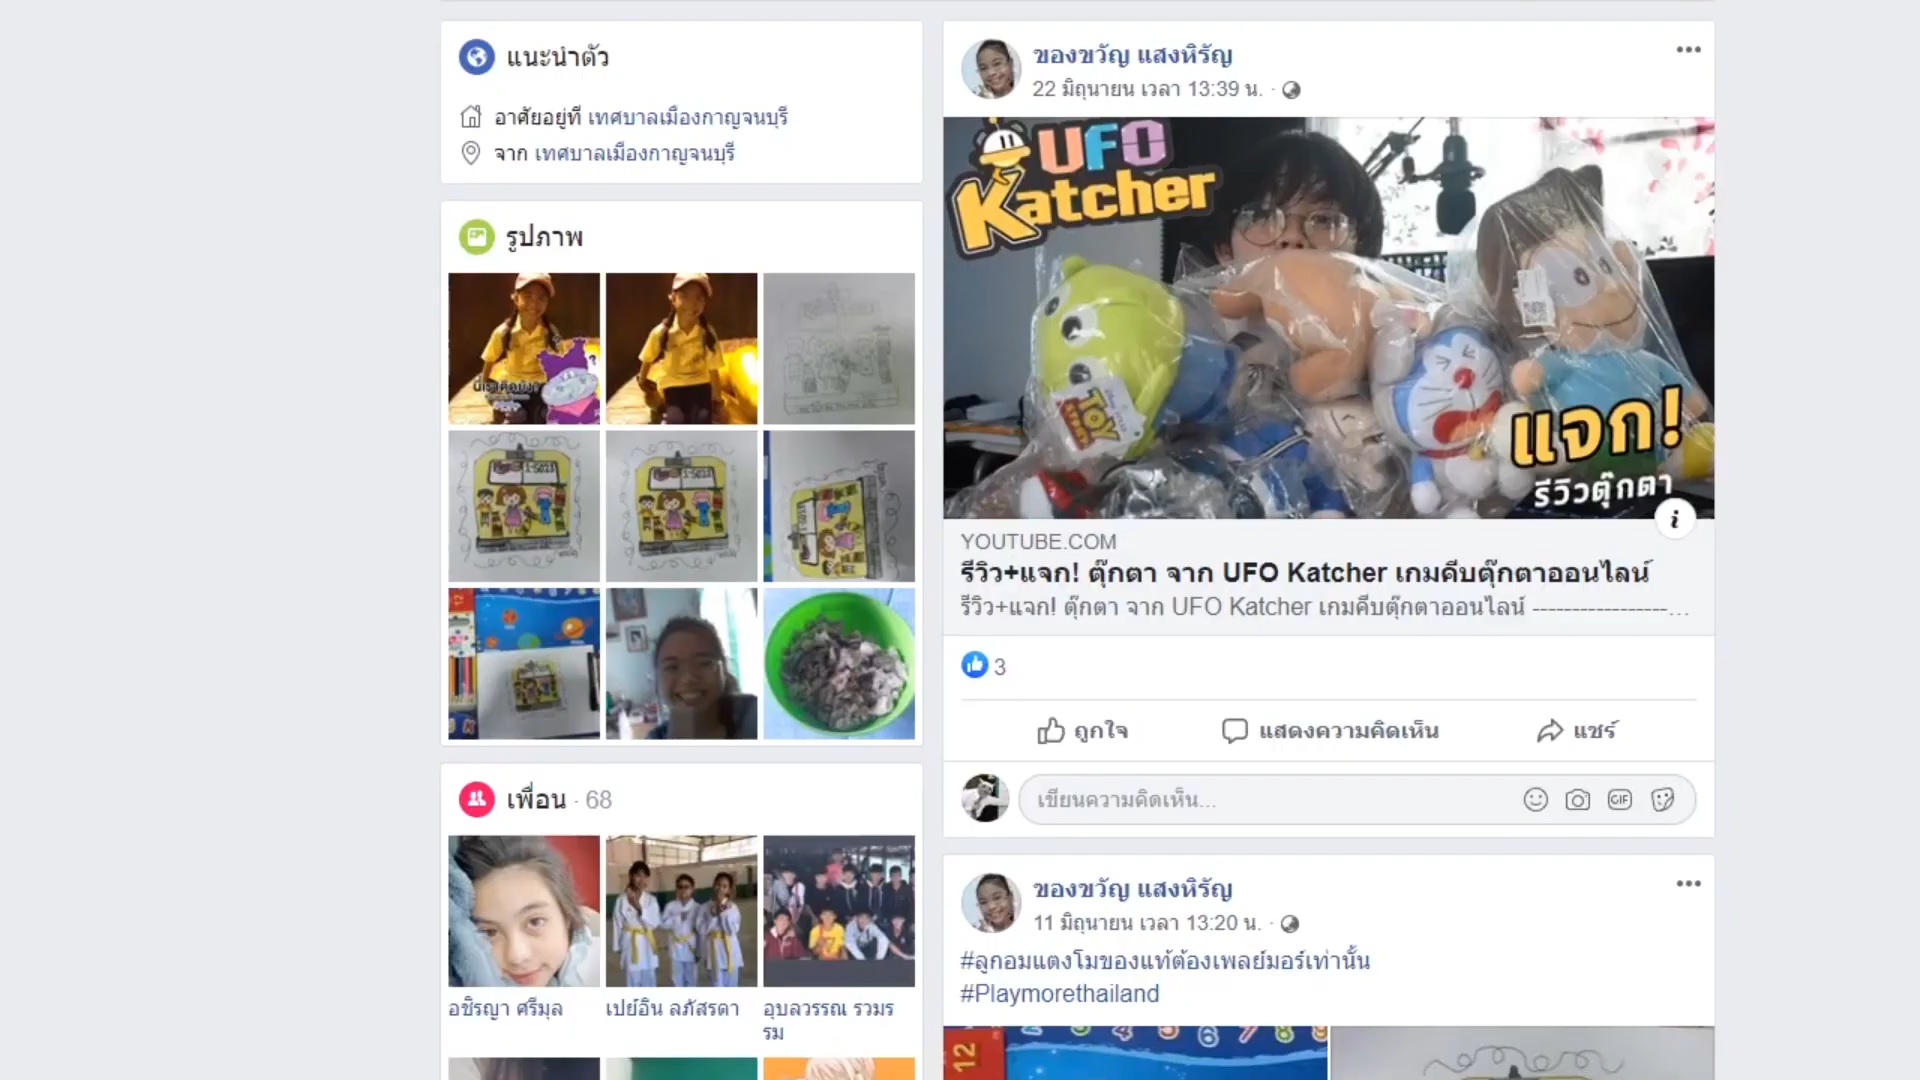 แนะนำตัว
อาศัยอยู่ที่ เทศบาลเมืองกาญจนบุรี
จาก เทศบาลเมืองกาญจนบุรี
รูปภาพ
เพื่อน · 68
อชิรญา ศรีมุล
เปย์อิน ลภัสรดา
อุบลวรรณ รวมร
รม
ของขวัญ แสงหิรัญ
22 มิถุนายน เวลา 13:39 น. ·
UFO
Katcher
TOY
แจก!
รีวิวตุ๊กตา
YOUTUBE.COM
รีวิว+แจก! ตุ๊กตา จาก UFO Katcher เกมคีบตุ๊กตาออนไลน์
รีวิว+แจก! ตุ๊กตา จาก UFO Katcher เกมคีบตุ๊กตาออนไลน์ -----------------...
3
ถูกใจ
แสดงความคิดเห็น
แชร์
เขียนความคิดเห็น...
GIF
ของขวัญ แสงหิรัญ
11 มิถุนายน เวลา 13:20 น. ·
#ลูกอมแตงโมของแท้ต้องเพลย์มอร์เท่านั้น
#Playmorethailand
12
2 3 4 5 6 7 8 9